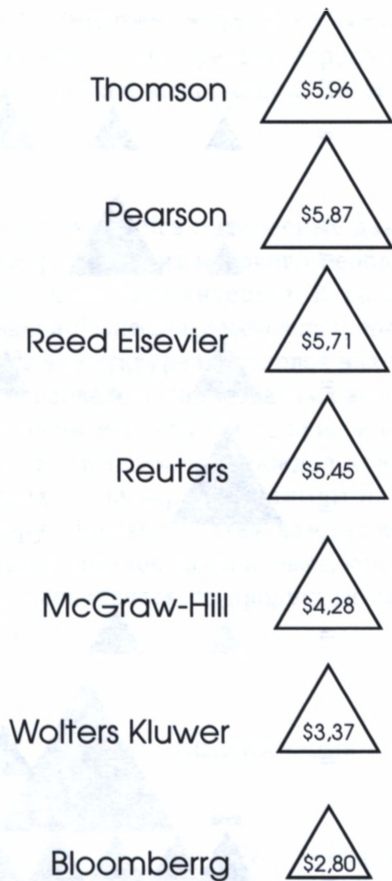 Thomson $5,96
Pearson $5,87
Reed Elsevier $5,71
Reuters $5,45
McGraw-Hill $4,28
Wolters Kluwer $3,37
Bloomberrg $2,80